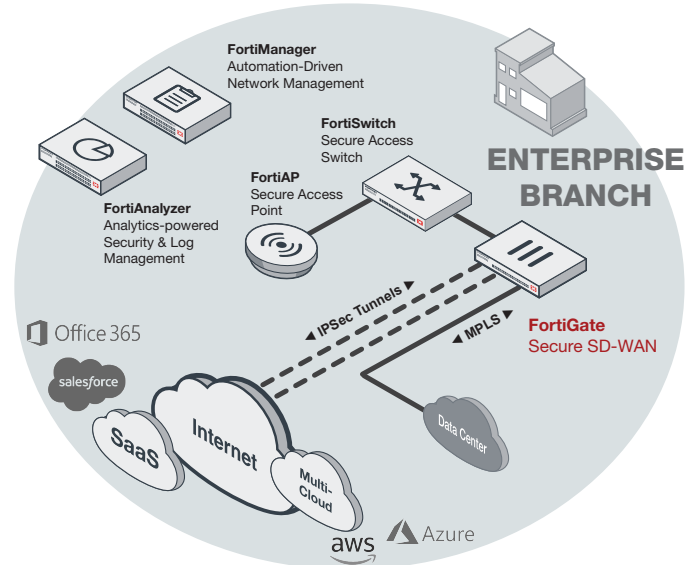 FortiManager
Automation-Driven
Network Management
FortiSwitch
Secure Access
Switch
ENTERPRISE
BRANCH
FortiAP
Secure Access
Point
FortiAnalyzer
Analytics-powered
Security & Log
Management
◄ IPSec Tunnels ►
◄ MPLS ►
FortiGate
Secure SD-WAN
Office 365
salesforce
SaaS
Internet
Multi-
Cloud
Data Center
aws
Azure